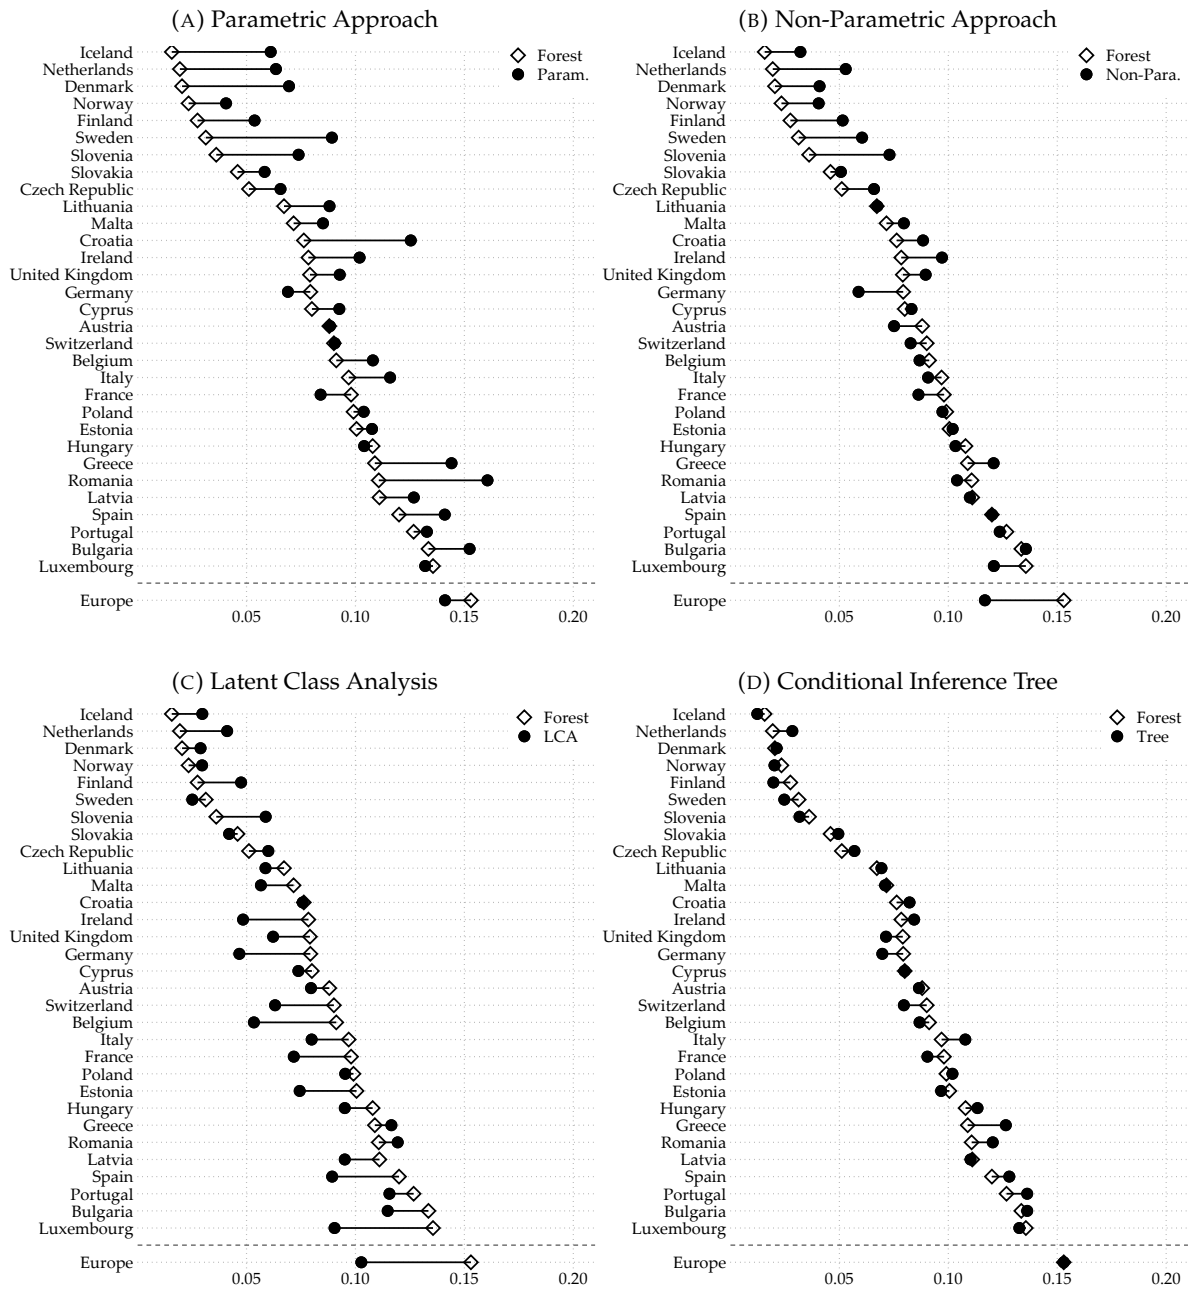 (A) Parametric Approach
Forest
Param.
Iceland
Netherlands
Denmark
Norway
Finland
Sweden
Slovenia
Slovakia
Czech Republic
Lithuania
Malta
Croatia
Ireland
United Kingdom
Germany
Cyprus
Austria
Switzerland
Belgium
Italy
France
Poland
Estonia
Hungary
Greece
Romania
Latvia
Spain
Portugal
Bulgaria
Luxembourg
Europe
0.05 0.10 0.15 0.20
(B) Non-Parametric Approach
Forest
Non-Para.
Iceland
Netherlands
Denmark
Norway
Finland
Sweden
Slovenia
Slovakia
Czech Republic
Lithuania
Malta
Croatia
Ireland
United Kingdom
Germany
Cyprus
Austria
Switzerland
Belgium
Italy
France
Poland
Estonia
Hungary
Greece
Romania
Latvia
Spain
Portugal
Bulgaria
Luxembourg
Europe
0.05 0.10 0.15 0.20
(C) Latent Class Analysis
Forest
LCA
Iceland
Netherlands
Denmark
Norway
Finland
Sweden
Slovenia
Slovakia
Czech Republic
Lithuania
Malta
Croatia
Ireland
United Kingdom
Germany
Cyprus
Austria
Switzerland
Belgium
Italy
France
Poland
Estonia
Hungary
Greece
Romania
Latvia
Spain
Portugal
Bulgaria
Luxembourg
Europe
0.05 0.10 0.15 0.20
(D) Conditional Inference Tree
Forest
Tree
Iceland
Netherlands
Denmark
Norway
Finland
Sweden
Slovenia
Slovakia
Czech Republic
Lithuania
Malta
Croatia
Ireland
United Kingdom
Germany
Cyprus
Austria
Switzerland
Belgium
Italy
France
Poland
Estonia
Hungary
Greece
Romania
Latvia
Spain
Portugal
Bulgaria
Luxembourg
Europe
0.05 0.10 0.15 0.20